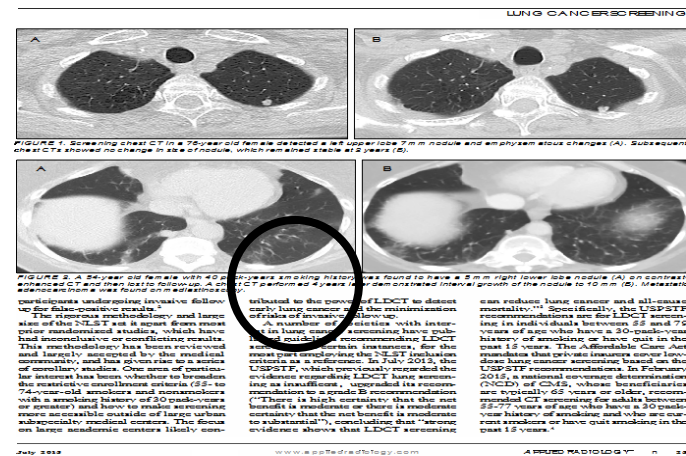 LUNG CANCER SCREENING
A
B
FIGURE 1. Screening chest CT in a 76-year old female detected a left upper lobe 7 mm nodule and emphysematous changes (A). Subsequent
chest CTs showed no change in size of nodule, which remained stable at 2 years (B).
A
B
FIGURE 2. A 54-year old female with 40 pack-years smoking history was found to have a 5 mm right lower lobe nodule (A) on contrast
enhanced CT and then lost to follow-up. A chest CT performed 4 years later demonstrated interval growth of the nodule to 10 mm (B). Metastatic
adenocarcinoma was found on mediastinoscopy.
participants undergoing invasive follow
up for false-positive results.
The rigorous methodology and large
size of the NLST set it apart from most
prior randomised studies, which have
had inconclusive or conflicting results.
This methodology has been reviewed
and largely accepted by the medical
community, and has given rise to a series
of corollary studies. One area of particu-
lar interest has been whether to broaden
the restrictive enrollment criteria (55- to
74-year-old smokers and nonsmokers
with a smoking history of 30 pack-years
or greater) and how to make screening
more accessible outside of large urban
subspecialty medical centers. The focus
on large academic centers likely con-
tributed to the power of LDCT to detect
early lung cancer and the minimization
of risks of invasive follow up.
A number of societies with inter-
est in lung cancer screening have pub-
guidelines recommending LDCT
screening in certain instances, for the
most part employing the NLST inclusion
criteria as a reference. In July 2013, the
USPSTF, which previously regarded the
evidence regarding LDCT lung screen-
ing as insufficient, upgraded its recom-
mendation to a grade B recommendation
("There is high certainty that the net
benefit is moderate or there is moderate
certainty that the net benefit is moderate
to substantial"), concluding that "strong
evidence shows that LDCT screening
can reduce lung cancer and all-cause
mortality." Specifically, the USPSTF
recommendations are for LDCT screen-
ing in individuals between 55 and 79
years of age who have a 30-pack-year
history of smoking or have quit in the
past 15 years. The Affordable Care Act
mandates that private insurers cover low-
dose lung cancer screening based on the
USPSTF recommendations. In February
2015, a national coverage determination
(NCD) of CMS, whose beneficiaries
are typically 65 years or older, recom-
mended CT screening for adults between
55-77 years of age who have a 30 pack-
year history of smoking and who are cur-
rent smokers or have quit smoking in the
past 15 years.
July 2015
www.appliedradiology.com
APPLIED RADIOLOGY